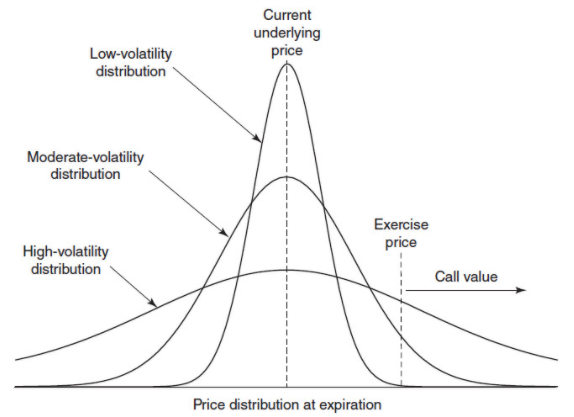 Current
underlying
price
Low-volatility
distribution
Moderate-volatility
distribution
Exercise
price
High-volatility
distribution
Call value
Price distribution at expiration